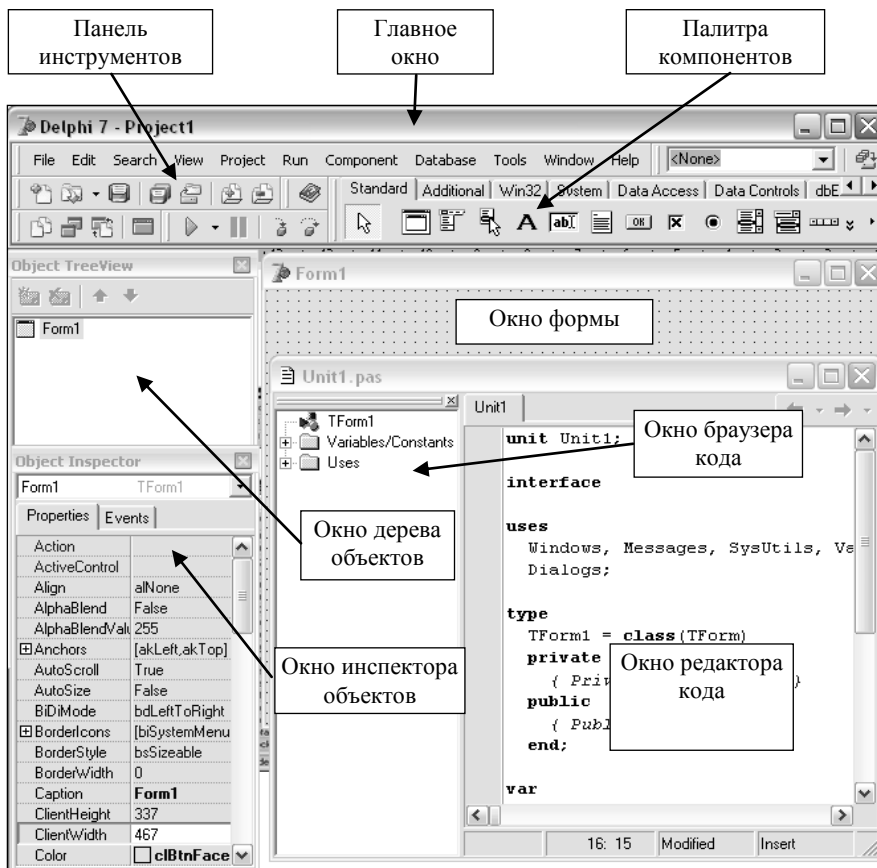 Панель
инструментов
Главное
окно
Палитра
компонентов
Delphi 7 - Project1
File Edit Search View Project Run Component Database Tools Window Help <None>
Standard Additional Win32 System Data Access Data Controls dbE
Object TreeView
Form1
Form1
Окно формы
Unit1.pas
TForm1
Variables/Constants
Uses
Unit1
Окно браузера
кода
unit Unit1;
interface
uses
Windows, Messages, SysUtils, Va
Dialogs;
type
TForm1 = class(TForm)
private
{ Priv }
public
{ Publ
end;
var
Окно редактора
кода
16: 15 Modified Insert
Object Inspector
Form1 TForm1
Properties Events
Окно дерева
объектов
Окно инспектора
объектов
Action
ActiveControl
Align alNone
AlphaBlend False
AlphaBlendValu 255
Anchors [akLeft,akTop]
AutoScroll True
AutoSize False
BiDiMode bdLeftToRight
BorderIcons [biSystemMenu
BorderStyle bsSizeable
BorderWidth 0
Caption Form1
ClientHeight 337
ClientWidth 467
Color clBtnFace